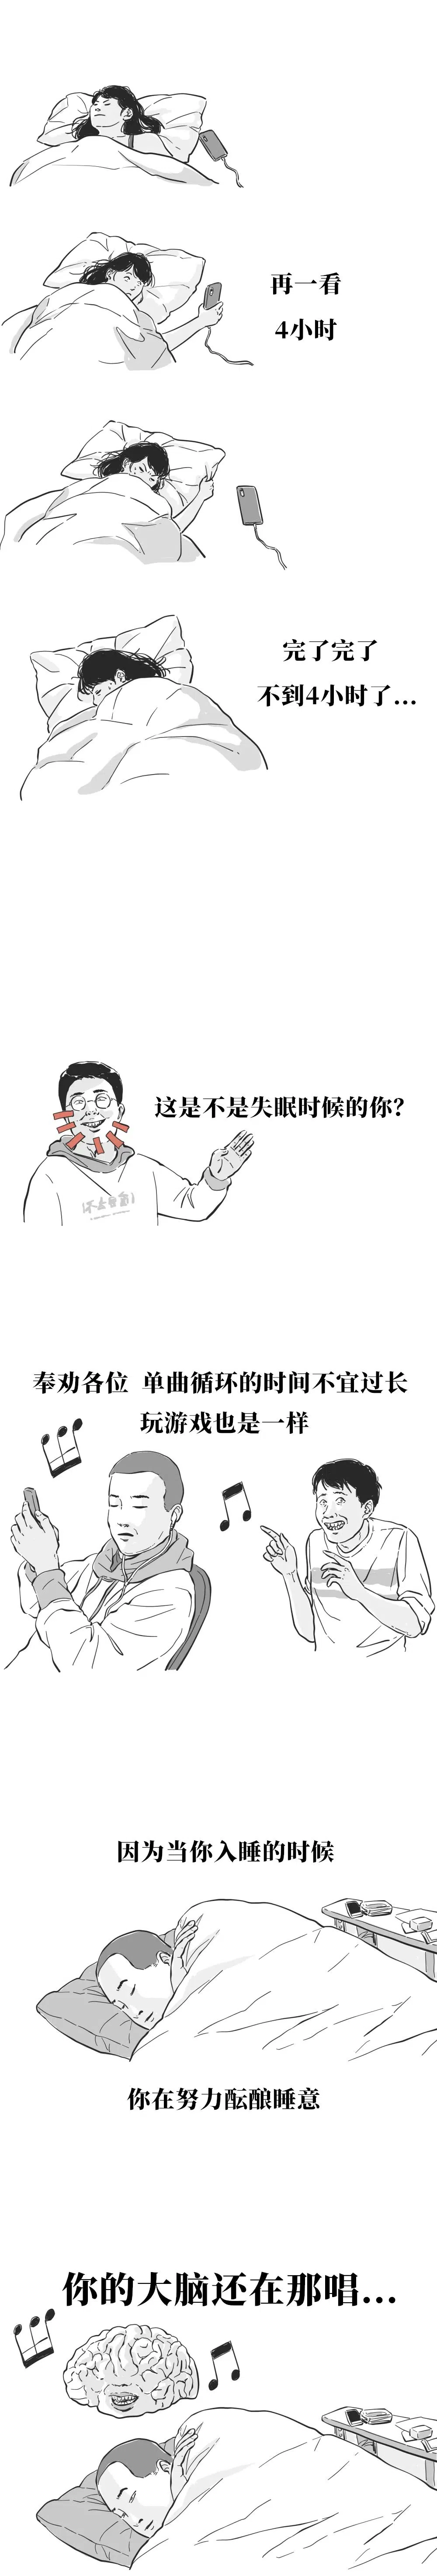 再一看
4小时
完了完了
不到4小时了...
这是不是失眠时候的你?
奉劝各位 单曲循环的时间不宜过长
玩游戏也是一样
因为当你入睡的时候
你在努力酝酿睡意
你的大脑还在那唱...